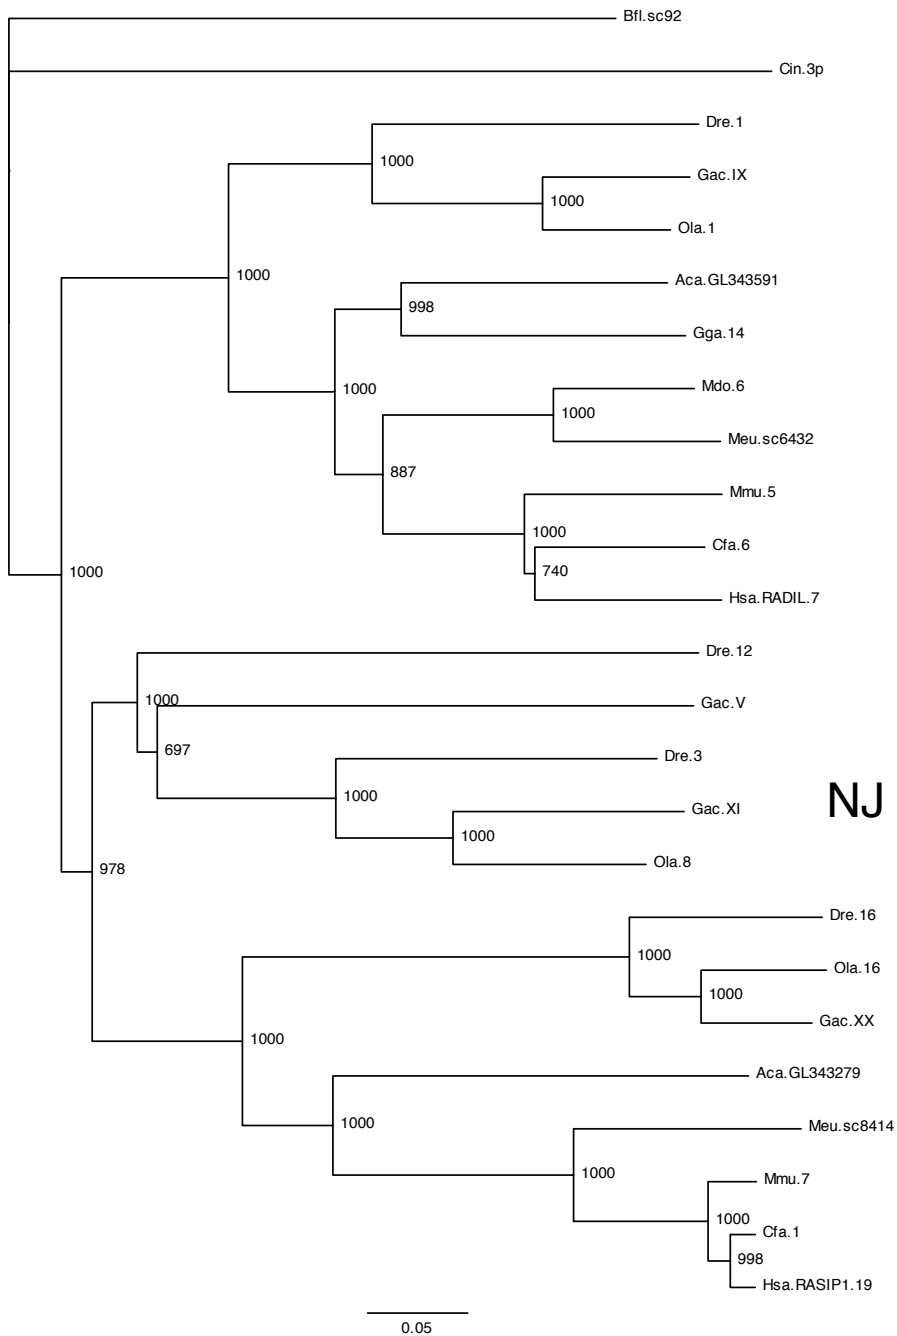 Bfl.sc92
Cin.3p
Dre.1
1000
Gac.IX
1000
Ola.1
1000
Aca.GL343591
998
Gga.14
1000
Mdo.6
1000
Meu.sc6432
887
Mmu.5
1000
Cfa.6
740
1000
Hsa.RADIL.7
Dre.12
1000
Gac.V
697
Dre.3
1000
NJ
Gac.XI
1000
Ola.8
978
Dre.16
1000
Ola.16
1000
Gac.XX
1000
Aca.GL343279
1000
Meu.sc8414
1000
Mmu.7
1000
Cfa.1
998
Hsa.RASIP1.19
0.05